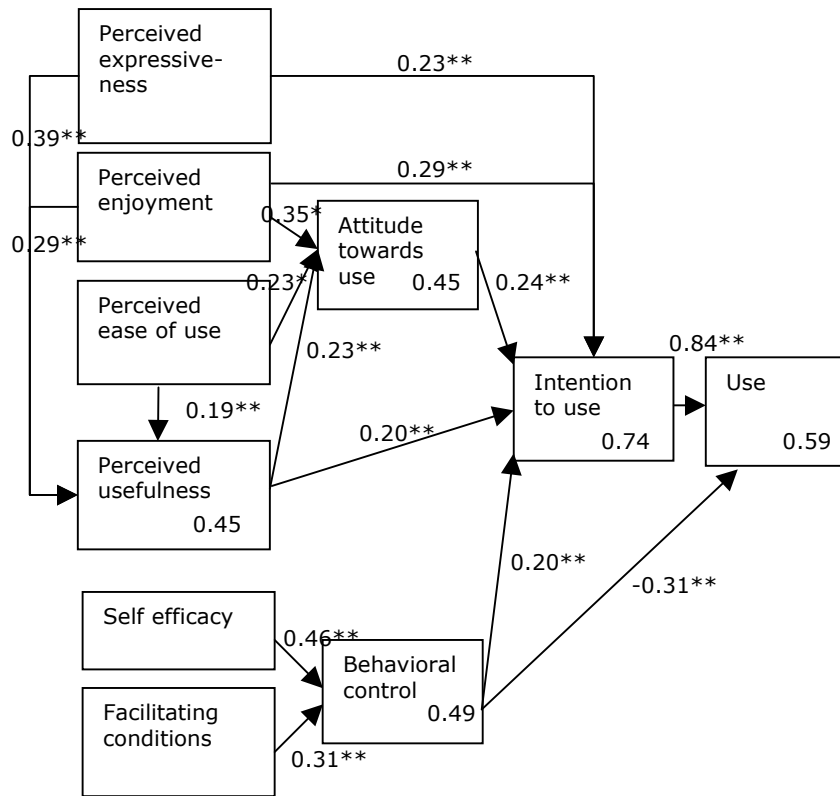 Perceived
expressive-
ness
0.23**
0.39**
Perceived
enjoyment
0.29**
0.29**
0.35*
Attitude
towards
use
0.45
0.24**
Perceived
ease of use
0.23*
0.23**
0.19**
0.84**
Intention
to use
0.74
Use
0.59
Perceived
usefulness
0.45
0.20**
0.20**
-0.31**
Self efficacy
0.46**
Behavioral
control
0.49
Facilitating
conditions
0.31**